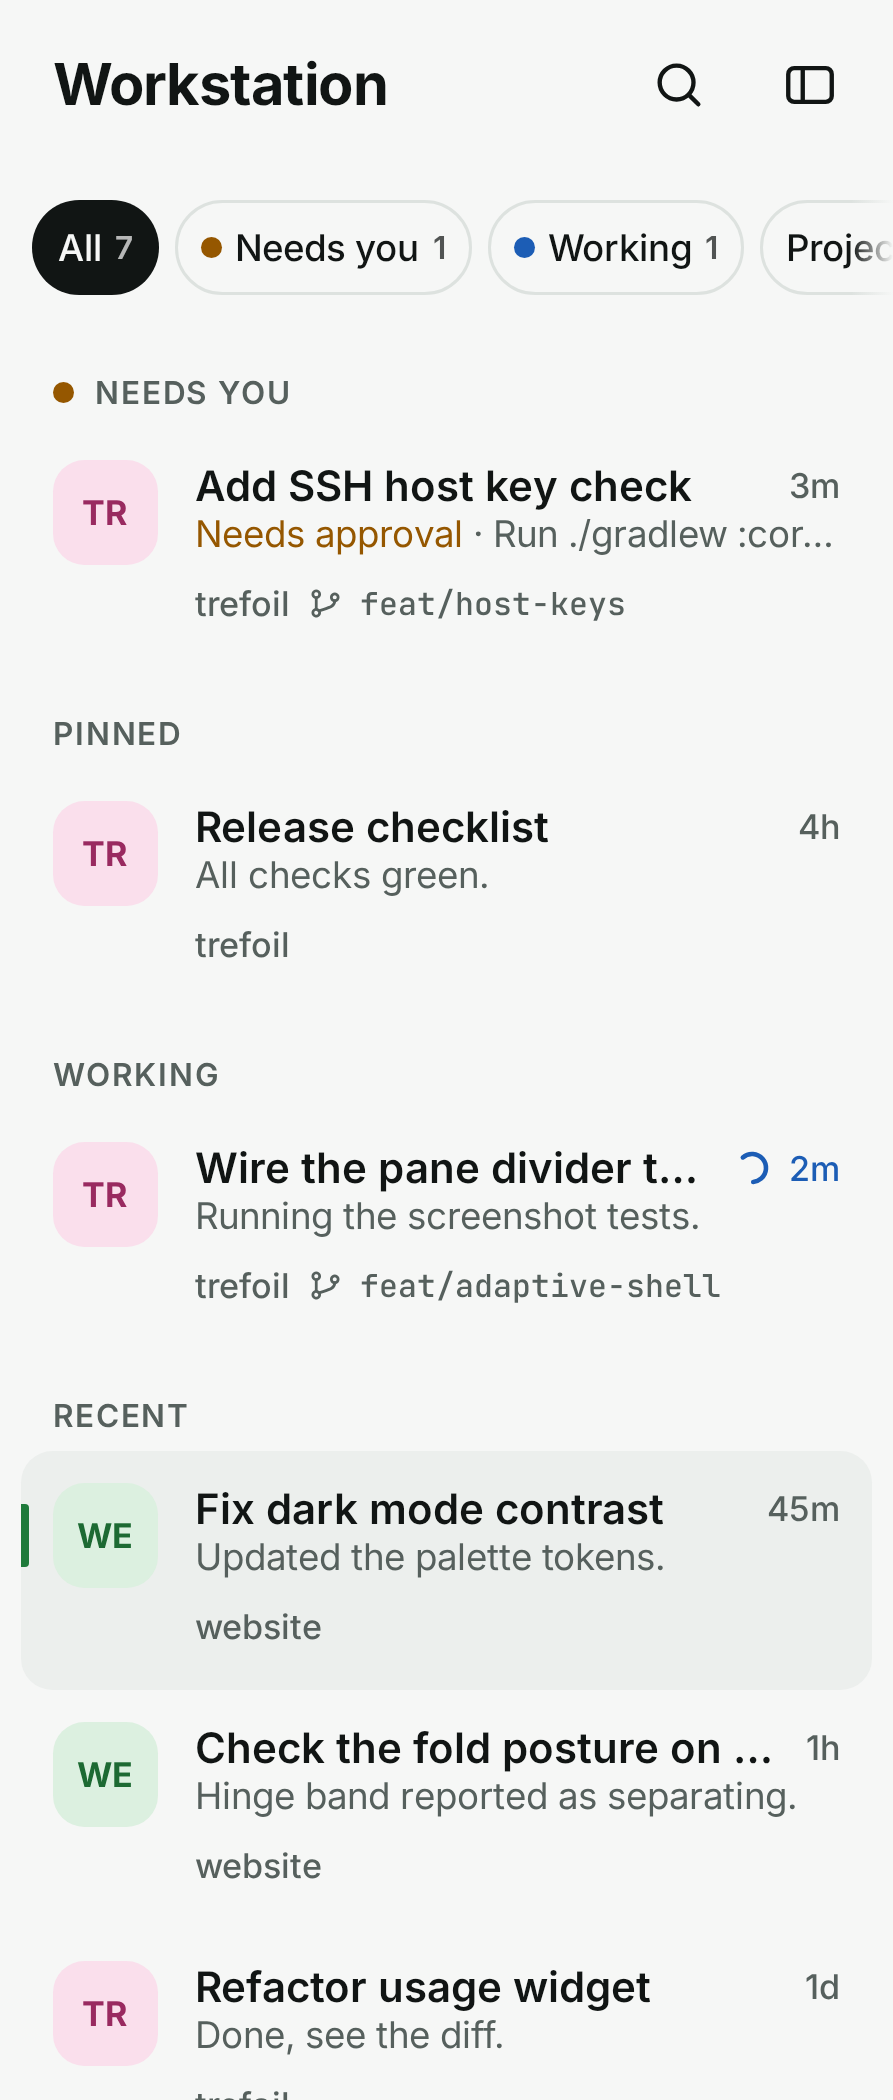 Workstation
All 7
Needs you 1
Working 1
Projec
NEEDS YOU
TR
Add SSH host key check 3m
Needs approval · Run ./gradlew :cor...
trefoil feat/host-keys
PINNED
TR
Release checklist 4h
All checks green.
trefoil
WORKING
TR
Wire the pane divider t... 2m
Running the screenshot tests.
trefoil feat/adaptive-shell
RECENT
WE
Fix dark mode contrast 45m
Updated the palette tokens.
website
WE
Check the fold posture on ... 1h
Hinge band reported as separating.
website
TR
Refactor usage widget 1d
Done, see the diff.